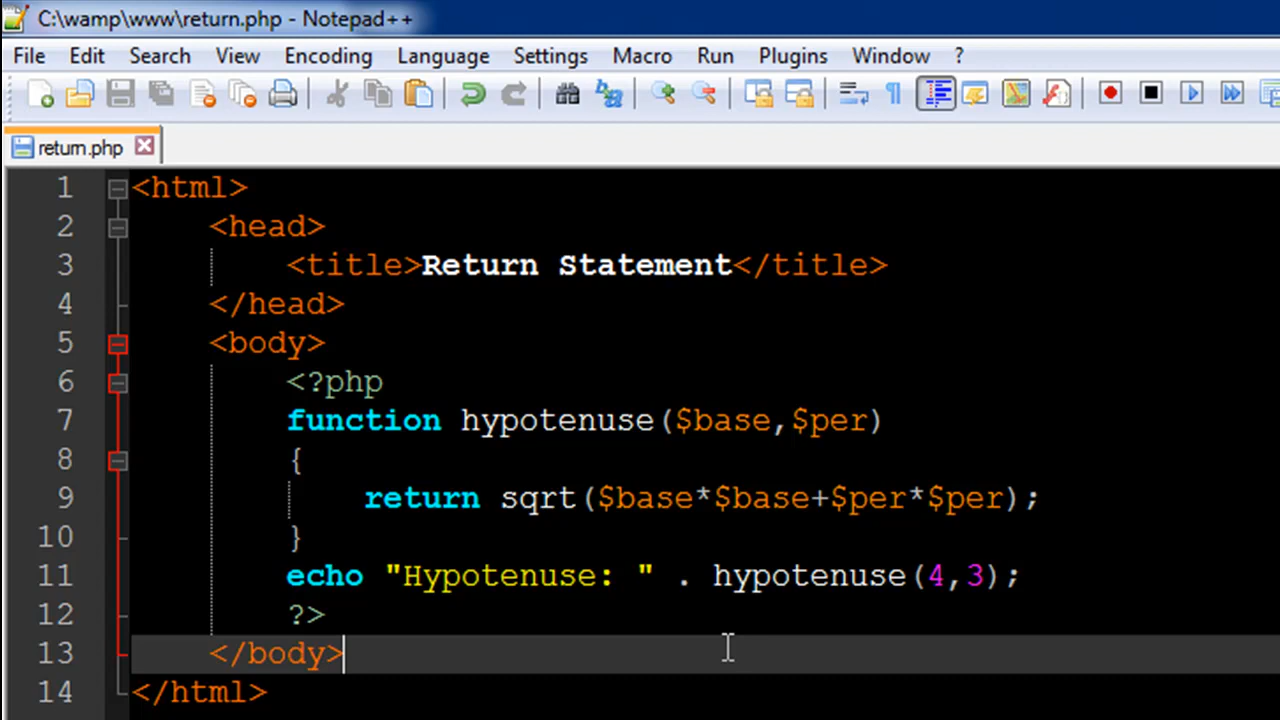 C:\wamp\www\return.php - Notepad++
File Edit Search View Encoding Language Settings Macro Run Plugins Window ?
return.php
1 <html>
2 <head>
3 <title>Return Statement</title>
4 </head>
5 <body>
6 <?php
7 function hypotenuse($base,$per)
8 {
9 return sqrt($base*$base+$per*$per);
10 }
11 echo "Hypotenuse: " . hypotenuse(4,3);
12 ?>
13 </body>
14 </html>